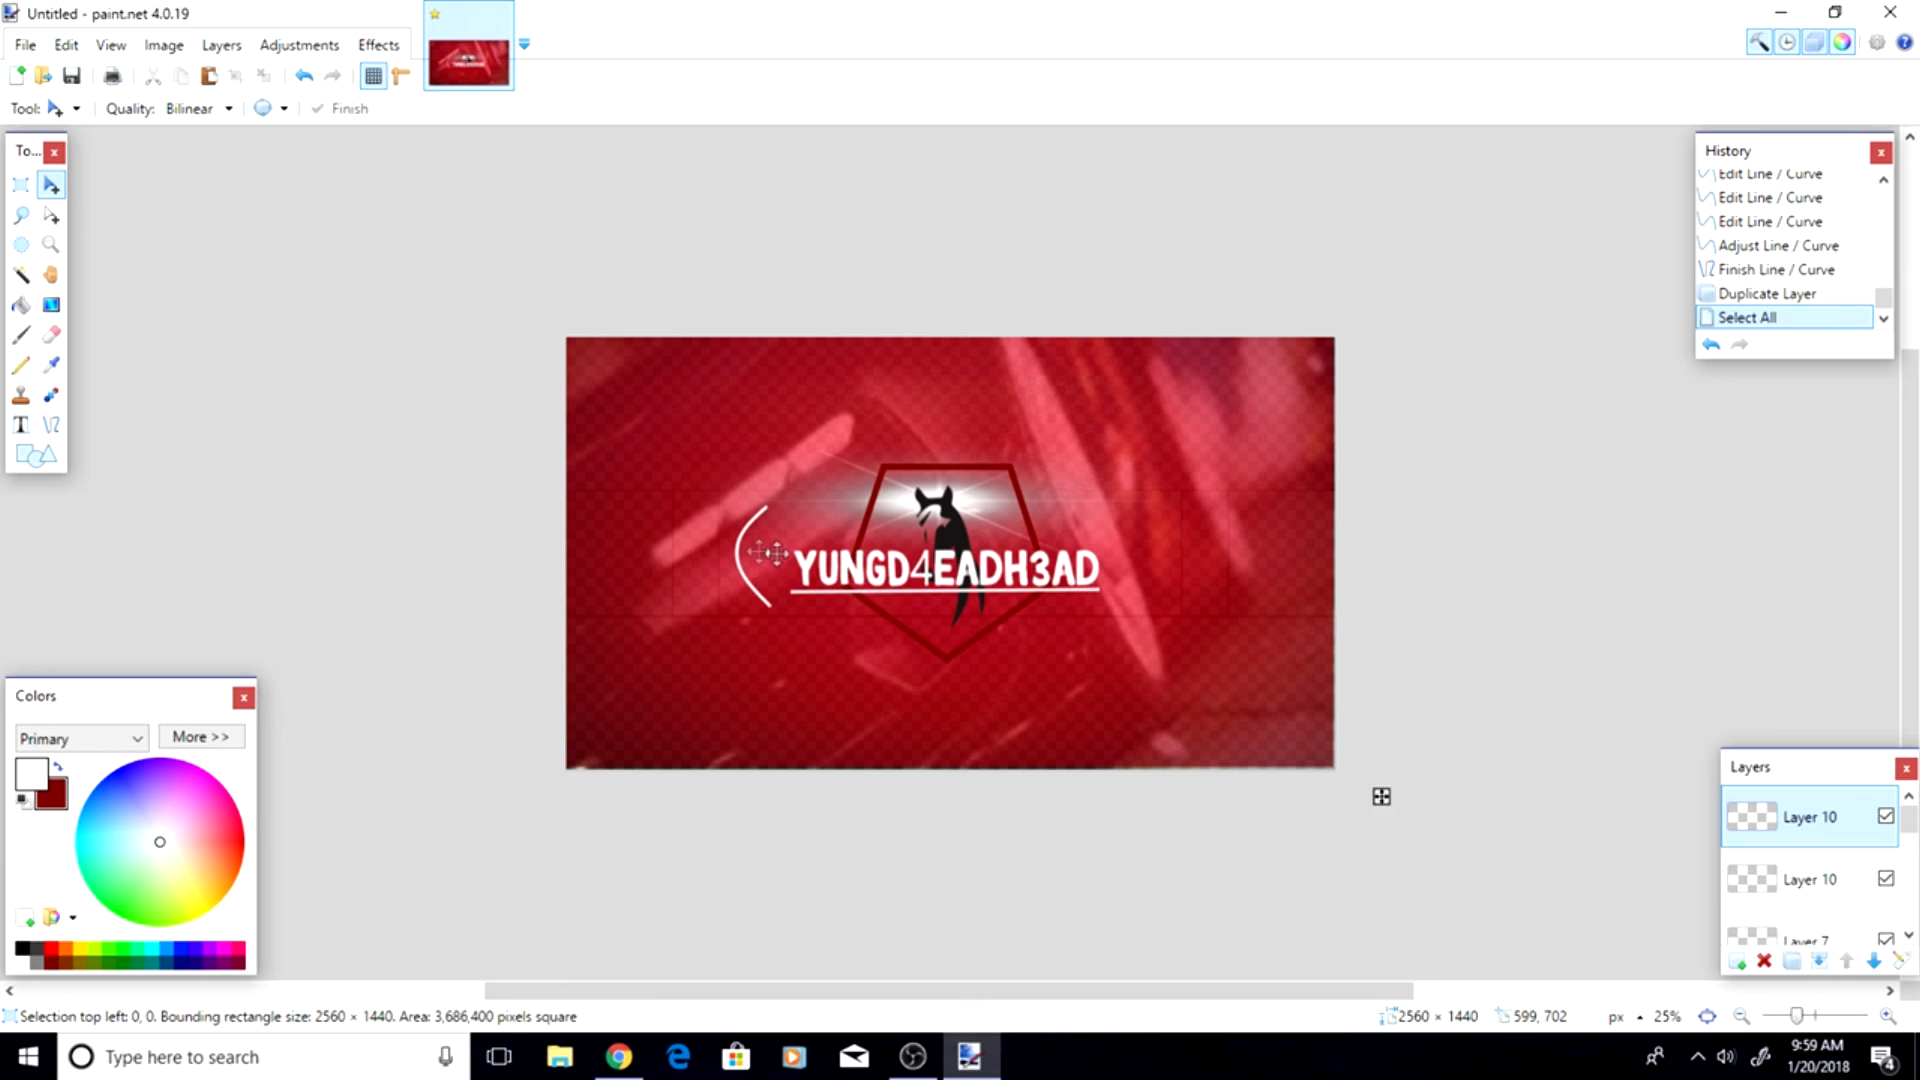 Untitled - paint.net 4.0.19
File Edit View Image Layers Adjustments Effects
Tool: Quality: Bilinear Finish
To...
History
Edit Line / Curve
Edit Line / Curve
Edit Line / Curve
Adjust Line / Curve
Finish Line / Curve
Duplicate Layer
Select All
YUNGD4EADH3AD
Colors
Primary
More >>
Layers
Layer 10
Layer 10
Layer 7
Selection top left: 0, 0. Bounding rectangle size: 2560 × 1440. Area: 3,686,400 pixels square
2560 × 1440
599, 702
px
25%
Type here to search
9:59 AM
1/20/2018
4